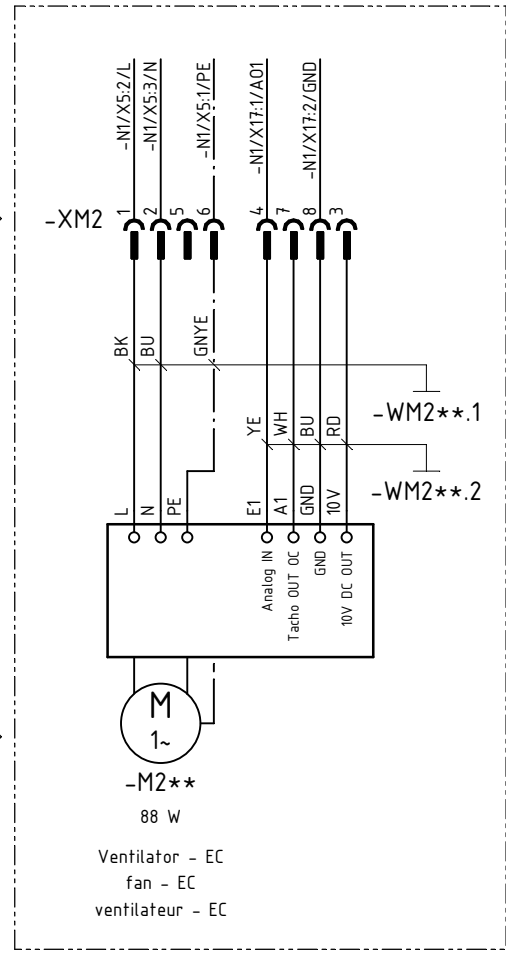 -N1/X5:2/L
-N1/X5:3/N
-N1/X5:1/PE
-N1/X17:1/AO1
-N1/X17:2/GND
-XM2
1
2
5
6
4
7
8
3
BK
BU
GNYE
-WM2**.1
YE
WH
BU
RD
-WM2**.2
L
N
PE
E1
A1
GND
10V
Analog IN
Tacho OUT OC
GND
10V DC OUT
M
1~
-M2**
88 W
Ventilator - EC
fan - EC
ventilateur - EC